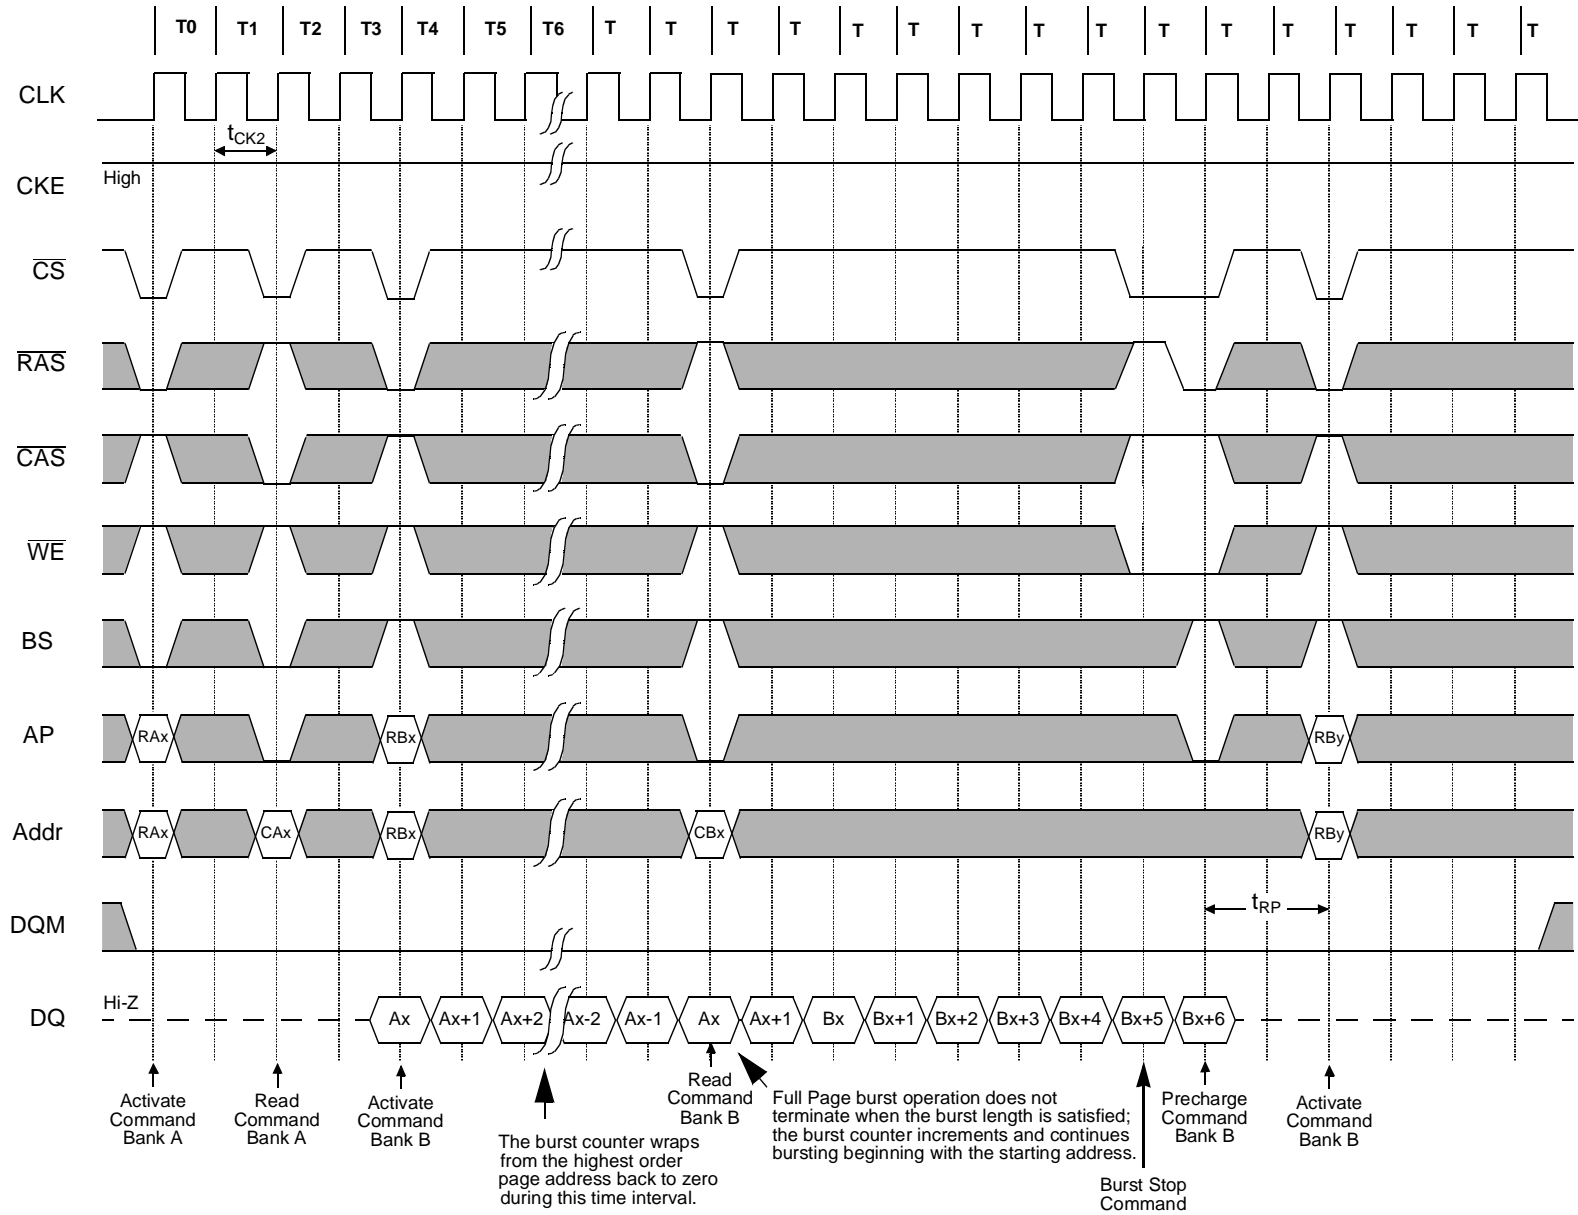 T0 T1 T2 T3 T4 T5 T6 T T T T T T T T T T T T T T T T
CLK
tCK2
CKE
High
CS
RAS
CAS
WE
BS
AP
RAx RBx RBy
Addr
RAx CAx RBx CBx RBy
DQM
tRP
DQ
Hi-Z
Ax Ax+1 Ax+2 Ax-2 Ax-1 Ax Ax+1 Bx Bx+1 Bx+2 Bx+3 Bx+4 Bx+5 Bx+6
Activate
Command
Bank A
Read
Command
Bank A
Activate
Command
Bank B
The burst counter wraps
from the highest order
page address back to zero
during this time interval.
Read
Command
Bank B
Full Page burst operation does not
terminate when the burst length is satisfied;
the burst counter increments and continues
bursting beginning with the starting address.
Burst Stop
Command
Precharge
Command
Bank B
Activate
Command
Bank B